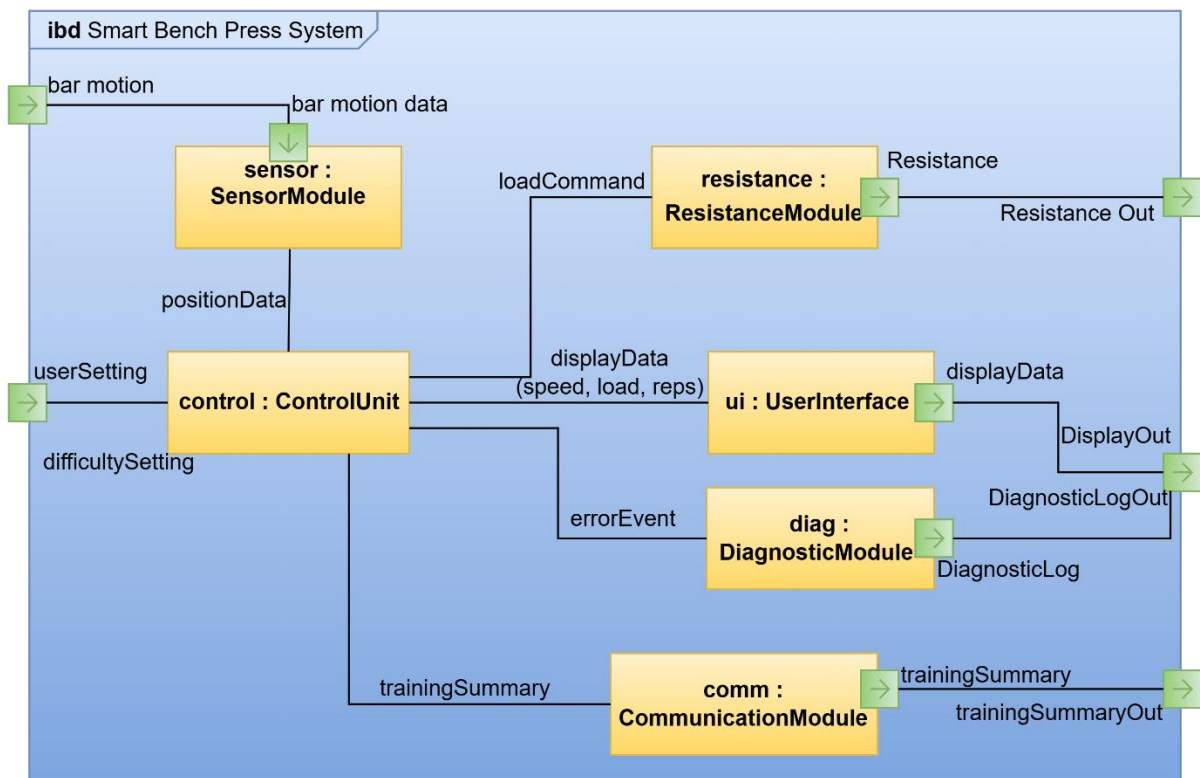 ibd Smart Bench Press System
bar motion
bar motion data
sensor :
SensorModule
loadCommand
resistance :
ResistanceModule
Resistance
Resistance Out
positionData
userSetting
control : ControlUnit
difficultySetting
displayData
(speed, load, reps)
ui : UserInterface
displayData
DisplayOut
DiagnosticLogOut
errorEvent
diag :
DiagnosticModule
DiagnosticLog
trainingSummary
comm :
CommunicationModule
trainingSummary
trainingSummaryOut